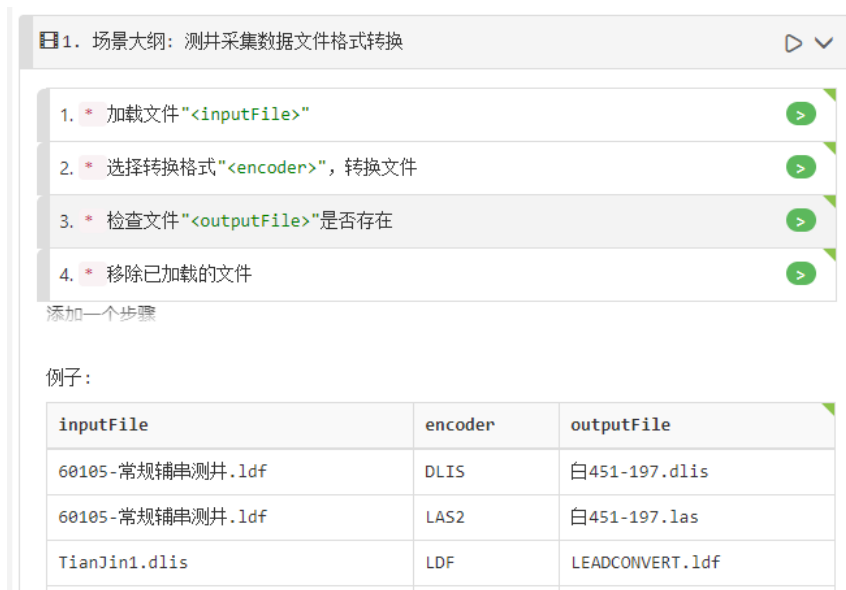 1. 场景大纲: 测井采集数据文件格式转换
1. * 加载文件"<inputFile>"
2. * 选择转换格式"<encoder>", 转换文件
3. * 检查文件"<outputFile>"是否存在
4. * 移除已加载的文件
添加一个步骤
例子:
inputFile encoder outputFile
60105-常规辅串测井.ldf DLIS 白451-197.dlis
60105-常规辅串测井.ldf LAS2 白451-197.las
TianJin1.dlis LDF LEADCONVERT.ldf